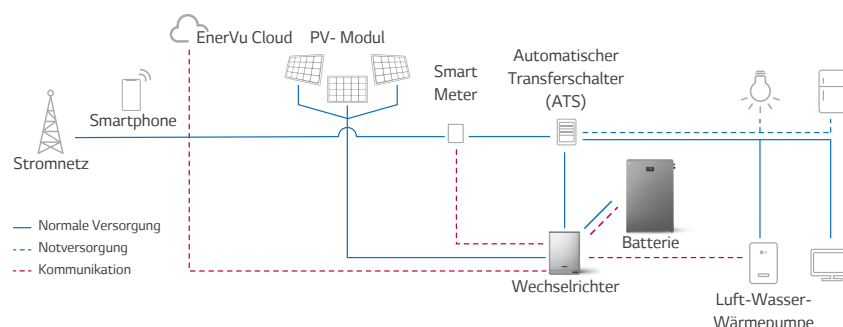 EnerVu Cloud
PV- Modul
Automatischer
Transferschalter
(ATS)
Smart
Meter
Smartphone
Stromnetz
Normale Versorgung
Notversorgung
Kommunikation
Batterie
Wechselrichter
Luft-Wasser-
Wärmepumpe